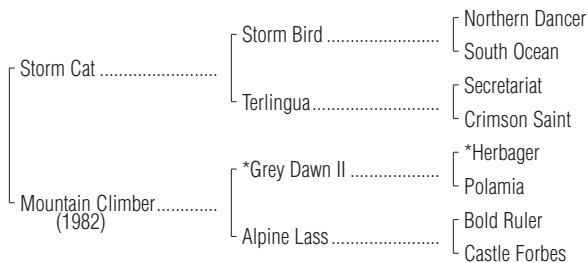 Northern Dancer
Storm Bird ........................
South Ocean
Storm Cat .........................
Secretariat
Terlingua...........................
Crimson Saint
*Herbager
*Grey Dawn II ...................
Polamia
Mountain Climber.............
(1982)
Bold Ruler
Alpine Lass.......................
Castle Forbes